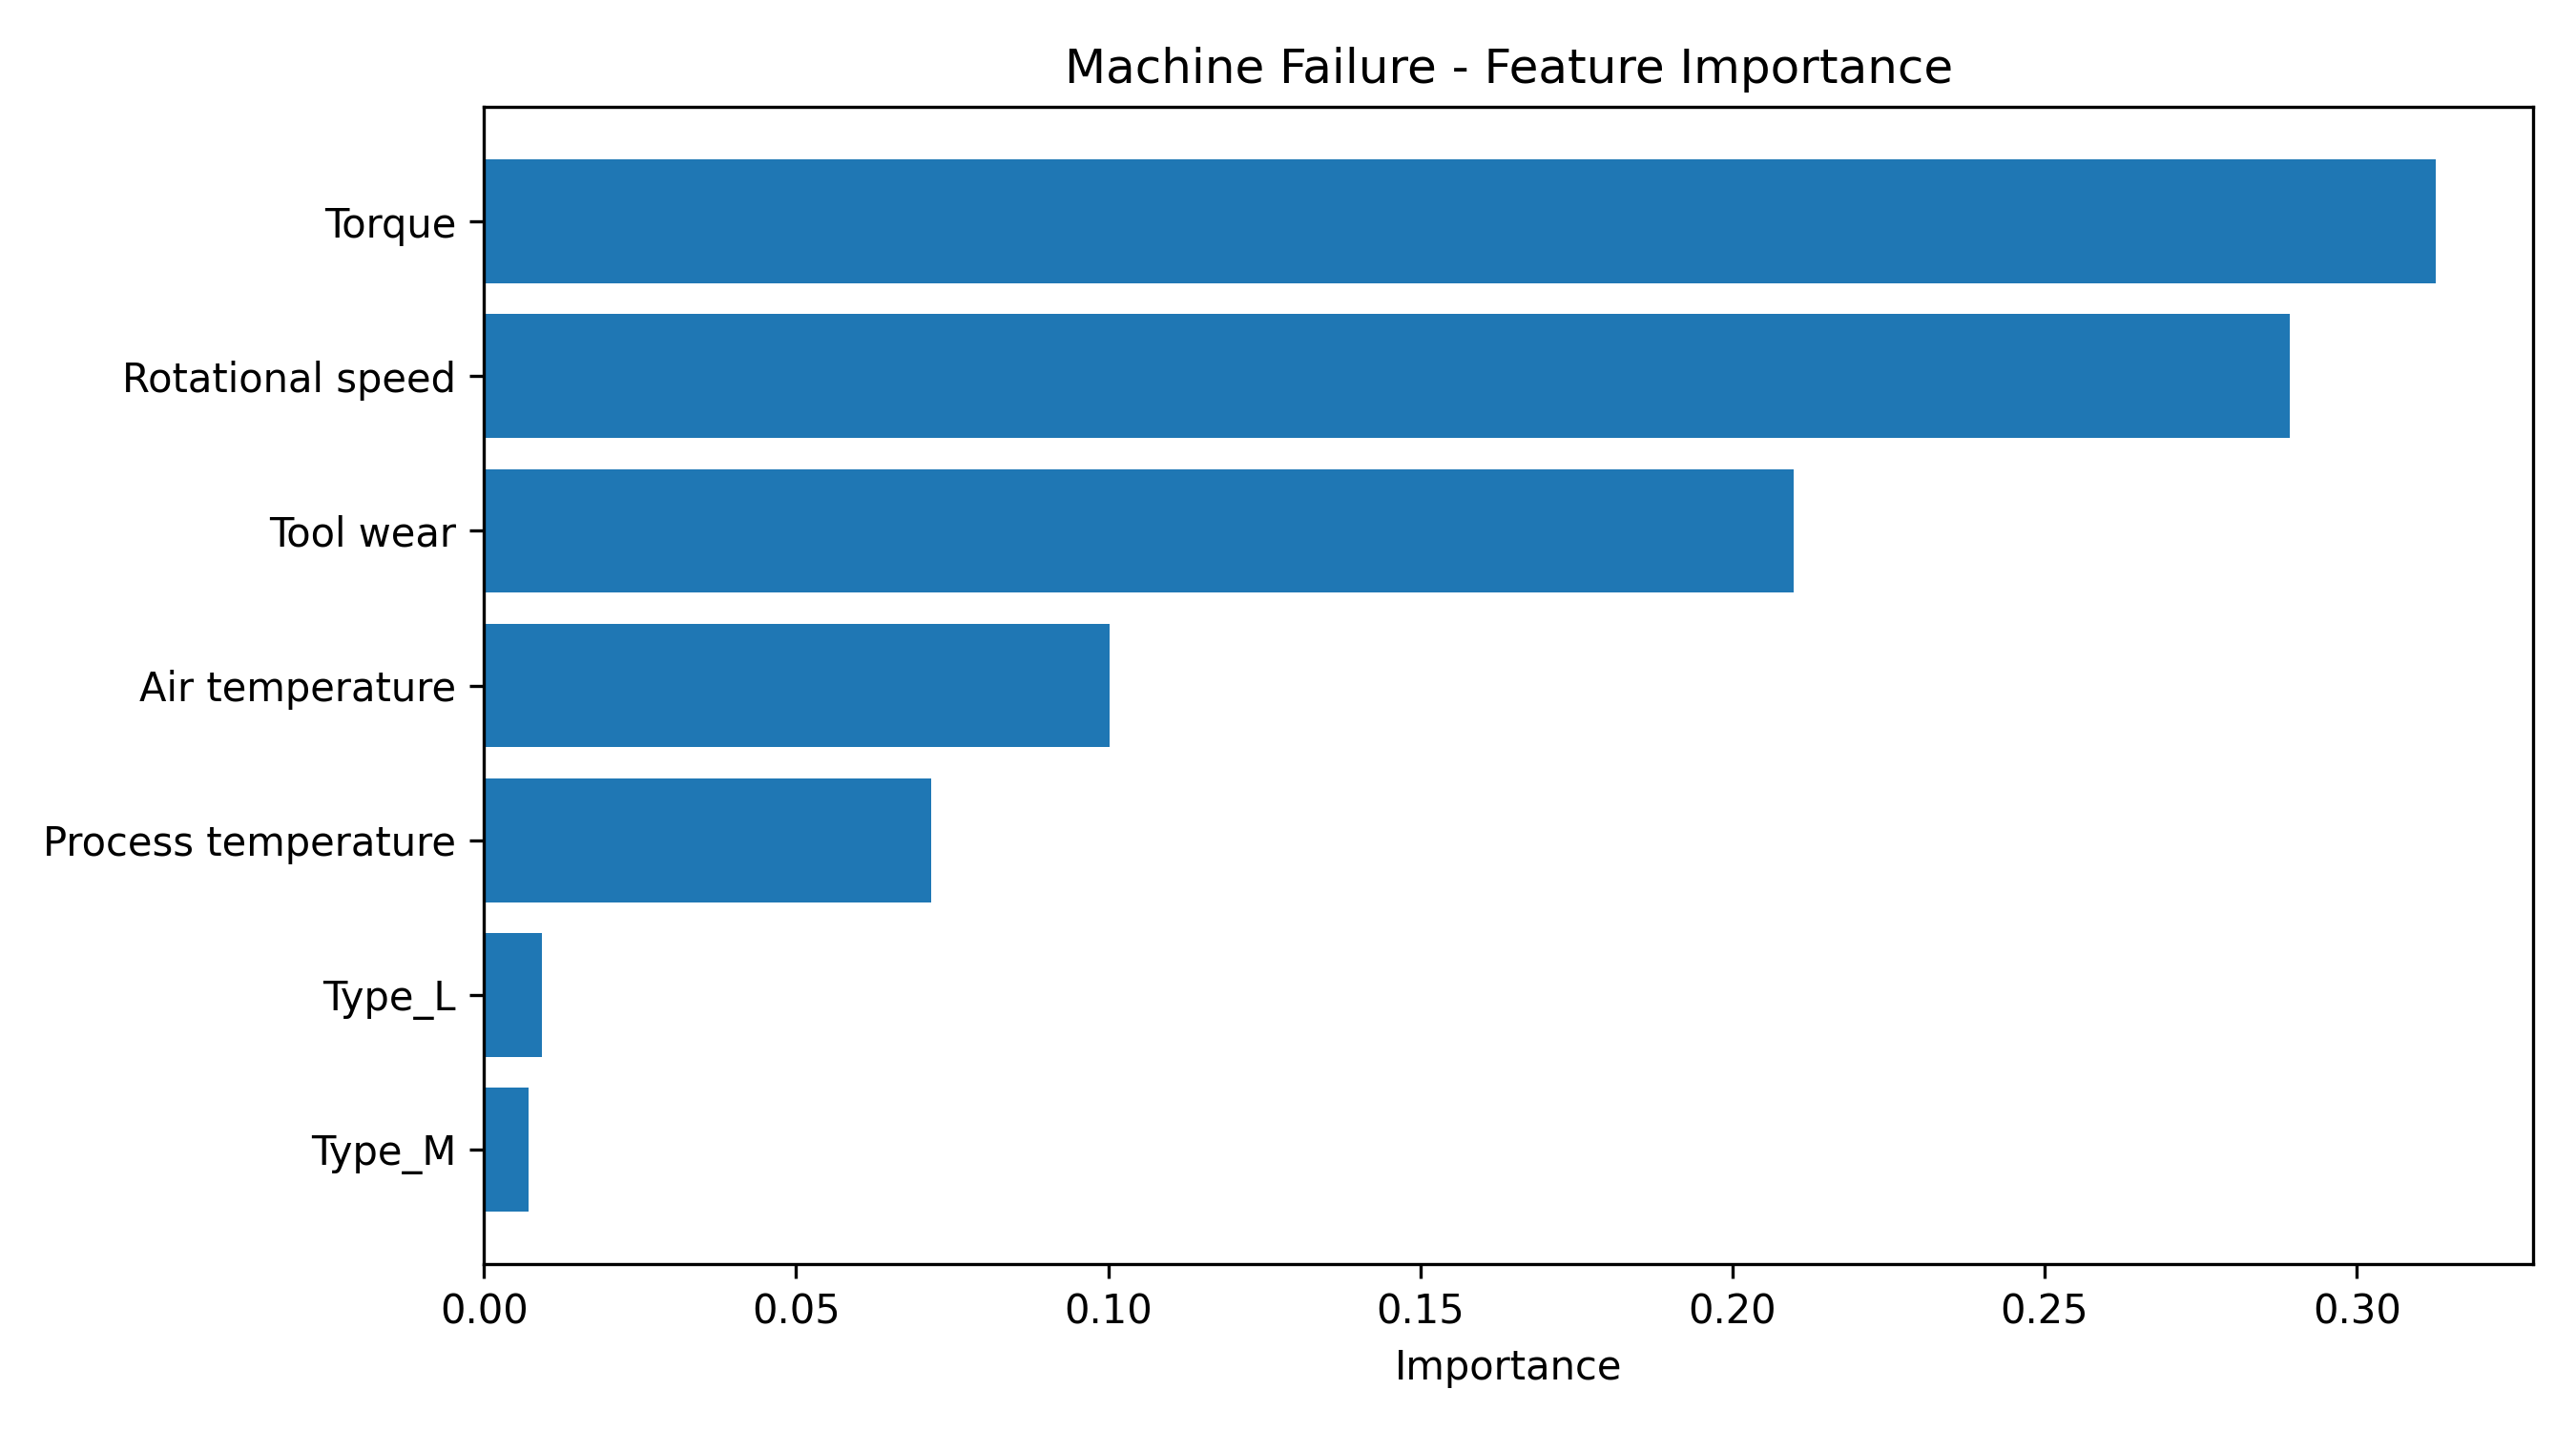 Machine Failure - Feature Importance
Torque
Rotational speed
Tool wear
Air temperature
Process temperature
Type_L
Type_M
0.00 0.05 0.10 0.15 0.20 0.25 0.30
Importance